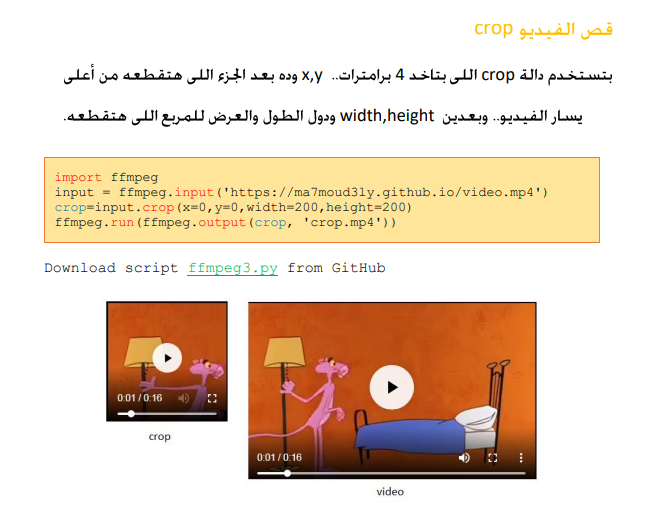 قص الفيديو crop
بتستخدم دالة crop اللى بتاخد 4 برامترات.. x,y وده بعد الجزء اللى هتقطعه من أعلى
يسار الفيديو.. وبعدين width,height ودول الطول والعرض للمربع اللى هتقطعه.
import ffmpeg
input = ffmpeg.input('https://ma7moud3ly.github.io/video.mp4')
crop=input.crop(x=0,y=0,width=200,height=200)
ffmpeg.run(ffmpeg.output(crop, 'crop.mp4'))
Download script ffmpeg3.py from GitHub
0:01 / 0:16
crop
0:01 / 0:16
video